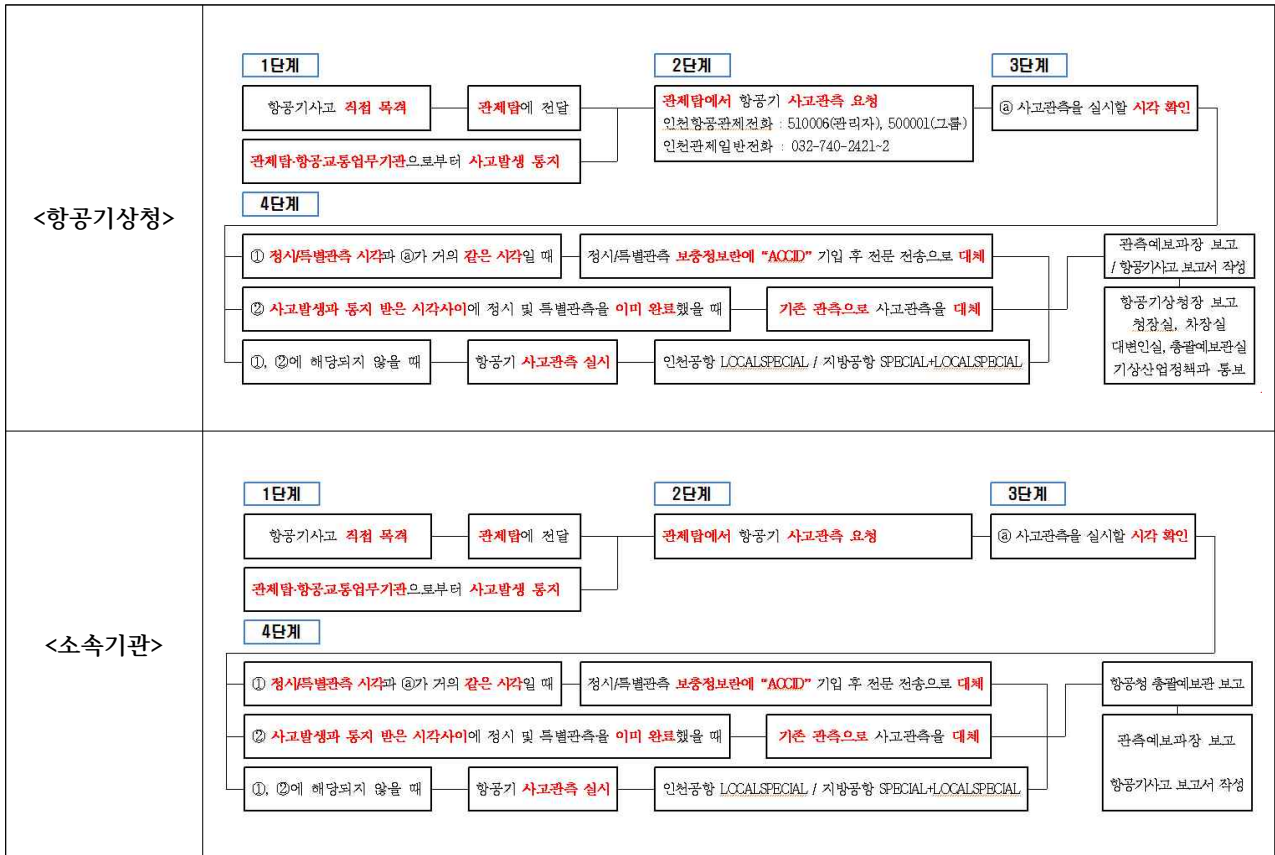 <항공기상청>
1단계
2단계
3단계
항공기사고 직접 목격
관제탑에 전달
관제탑에서 항공기 사고관측 요청
인천항공관제전화 : 510006(관리자), 500001(그룹)
인천관제일반전화 : 032-740-2421~2
ⓐ 사고관측을 실시할 시각 확인
관제탑·항공교통업무기관으로부터 사고발생 통지
4단계
① 정시/특별관측 시각과 ⓐ가 거의 같은 시각일 때
정시/특별관측 보충정보란에 “ACCID” 기입 후 전문 전송으로 대체
② 사고발생과 통지 받은 시각사이에 정시 및 특별관측을 이미 완료했을 때
기존 관측으로 사고관측을 대체
①, ②에 해당되지 않을 때
항공기 사고관측 실시
인천공항 LOCALSPECIAL / 지방공항 SPECIAL+LOCALSPECIAL
관측예보과장 보고
/ 항공기사고 보고서 작성
항공기상청장 보고
청장실, 차장실
대변인실, 총괄예보관실
기상산업정책과 통보
<소속기관>
1단계
2단계
3단계
항공기사고 직접 목격
관제탑에 전달
관제탑에서 항공기 사고관측 요청
ⓐ 사고관측을 실시할 시각 확인
관제탑·항공교통업무기관으로부터 사고발생 통지
4단계
① 정시/특별관측 시각과 ⓐ가 거의 같은 시각일 때
정시/특별관측 보충정보란에 “ACCID” 기입 후 전문 전송으로 대체
② 사고발생과 통지 받은 시각사이에 정시 및 특별관측을 이미 완료했을 때
기존 관측으로 사고관측을 대체
①, ②에 해당되지 않을 때
항공기 사고관측 실시
인천공항 LOCALSPECIAL / 지방공항 SPECIAL+LOCALSPECIAL
항공청 총괄예보관 보고
관측예보과장 보고
항공기사고 보고서 작성